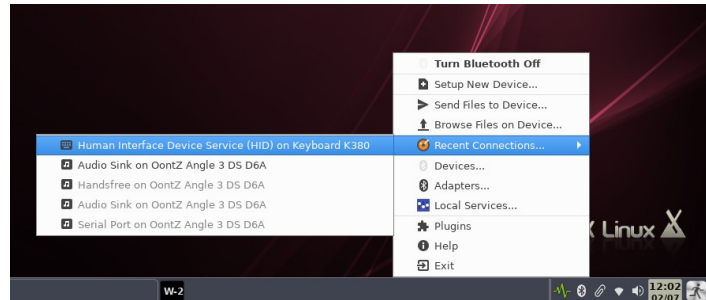 Turn Bluetooth Off
Setup New Device...
Send Files to Device...
Browse Files on Device...
Recent Connections...
Human Interface Device Service (HID) on Keyboard K380
Audio Sink on OontZ Angle 3 DS D6A
Handsfree on OontZ Angle 3 DS D6A
Audio Sink on OontZ Angle 3 DS D6A
Serial Port on OontZ Angle 3 DS D6A
Devices...
Adapters...
Local Services...
Plugins
Help
Exit
Linux
W-2
12:02
02/07